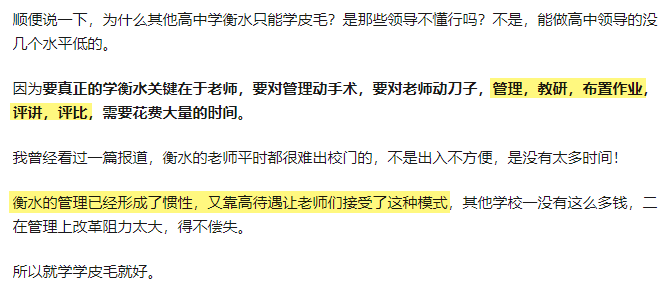 顺便说一下，为什么其他高中学衡水只能学皮毛？是那些领导不懂行吗？不是，能做高中领导的没
几个水平低的。
因为要真正的学衡水关键在于老师，要对管理动手术，要对老师动刀子，管理，教研，布置作业，
评讲，评比，需要花费大量的时间。
我曾经看过一篇报道，衡水的老师平时都很难出校门的，不是出入不方便，是没有太多时间！
衡水的管理已经形成了惯性，又靠高待遇让老师们接受了这种模式，其他学校一没有这么多钱，二
在管理上改革阻力太大，得不偿失。
所以就学学皮毛就好。